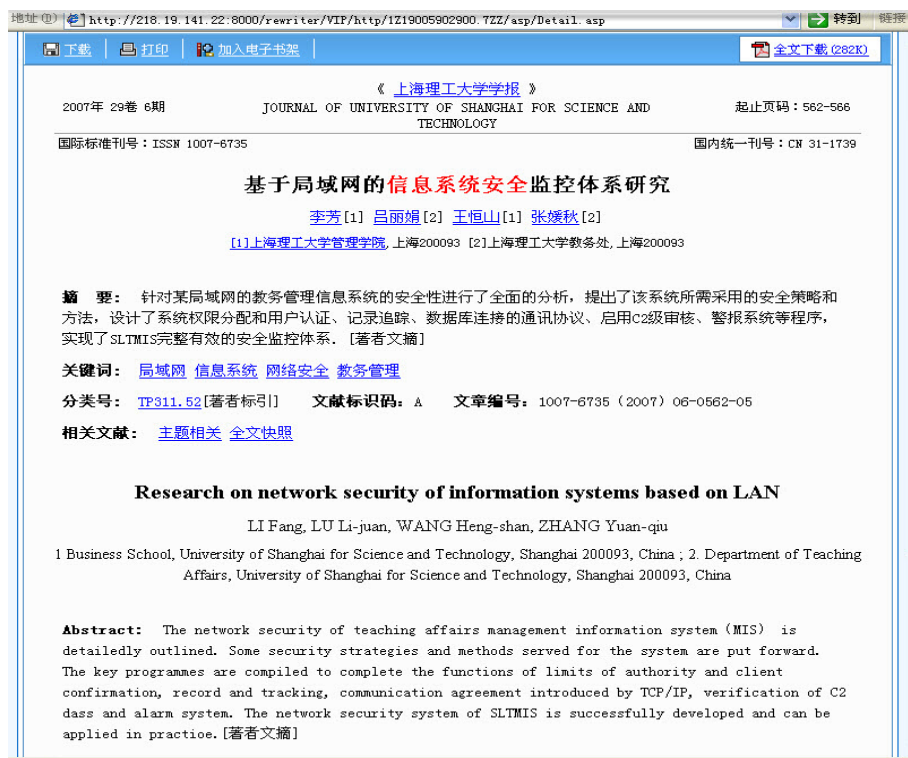 地址(D) http://218.19.141.22:8000/rewriter/VIP/http/1Z19005902900.7ZZ/asp/Detail.asp 转到 链接
下载 打印 加入电子书架 全文下载(282K)
《 上海理工大学学报 》
2007年 29卷 6期 JOURNAL OF UNIVERSITY OF SHANGHAI FOR SCIENCE AND 起止页码：562-566
TECHNOLOGY
国际标准刊号：ISSN 1007-6735 国内统一刊号：CN 31-1739
基于局域网的信息系统安全监控体系研究
李芳[1] 吕丽娟[2] 王恒山[1] 张媛秋[2]
[1]上海理工大学管理学院，上海200093 [2]上海理工大学教务处，上海200093
摘 要： 针对某局域网的教务管理信息系统的安全性进行了全面的分析，提出了该系统所需采用的安全策略和
方法，设计了系统权限分配和用户认证、记录追踪、数据库连接的通讯协议、启用C2级审核、警报系统等程序，
实现了SLTMIS完整有效的安全监控体系．[著者文摘]
关键词： 局域网 信息系统 网络安全 教务管理
分类号： TP311.52[著者标引] 文献标识码：A 文章编号：1007-6735（2007）06-0562-05
相关文献： 主题相关 全文快照
Research on network security of information systems based on LAN
LI Fang, LU Li-juan, WANG Heng-shan, ZHANG Yuan-qiu
1 Business School, University of Shanghai for Science and Technology, Shanghai 200093, China ; 2. Department of Teaching
Affairs, University of Shanghai for Science and Technology, Shanghai 200093, China
Abstract: The network security of teaching affairs management information system（MIS） is
detailedly outlined. Some security strategies and methods served for the system are put forward.
The key programmes are compiled to complete the functions of limits of authority and client
confirmation, record and tracking, communication agreement introduced by TCP/IP, verification of C2
dass and alarm system. The network security system of SLTMIS is successfully developed and can be
applied in practioe.[著者文摘]